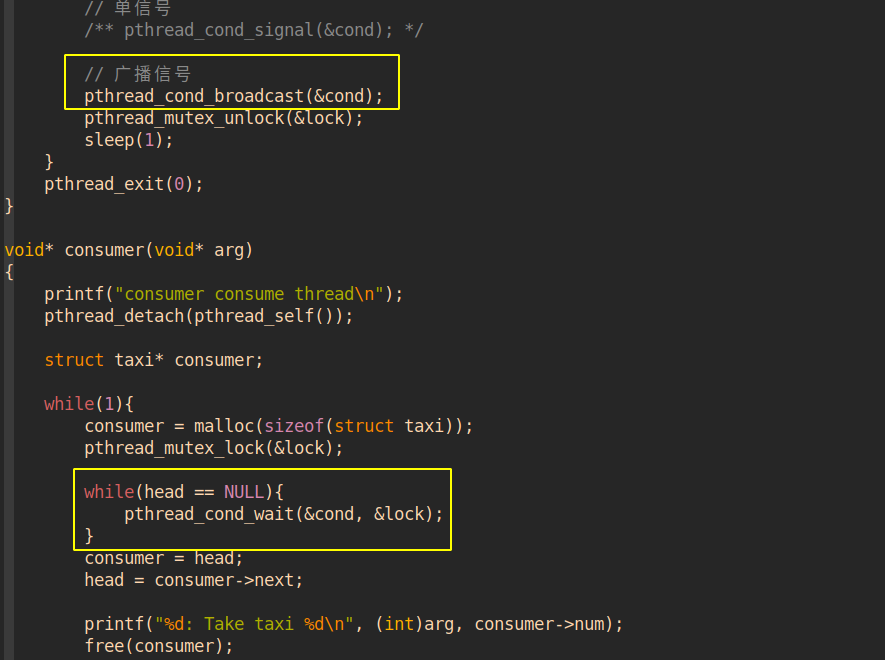 // 单信号
/** pthread_cond_signal(&cond); */
// 广播信号
pthread_cond_broadcast(&cond);
pthread_mutex_unlock(&lock);
sleep(1);
}
pthread_exit(0);
}
void* consumer(void* arg)
{
printf("consumer consume thread\n");
pthread_detach(pthread_self());
struct taxi* consumer;
while(1){
consumer = malloc(sizeof(struct taxi));
pthread_mutex_lock(&lock);
while(head == NULL){
pthread_cond_wait(&cond, &lock);
}
consumer = head;
head = consumer->next;
printf("%d: Take taxi %d\n", (int)arg, consumer->num);
free(consumer);